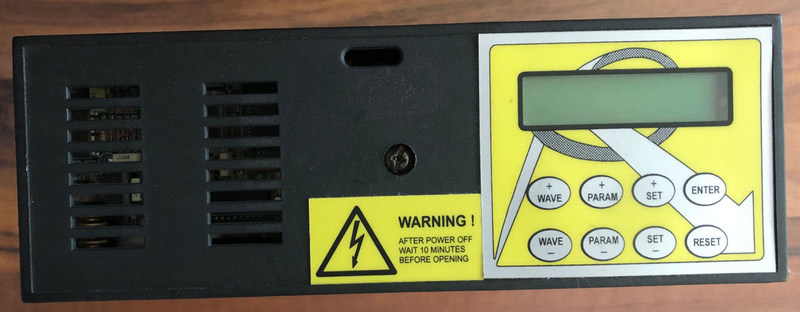 +
WAVE
+
PARAM
+
SET
ENTER
WAVE
−
PARAM
−
SET
−
RESET
WARNING !
AFTER POWER OFF
WAIT 10 MINUTES
BEFORE OPENING